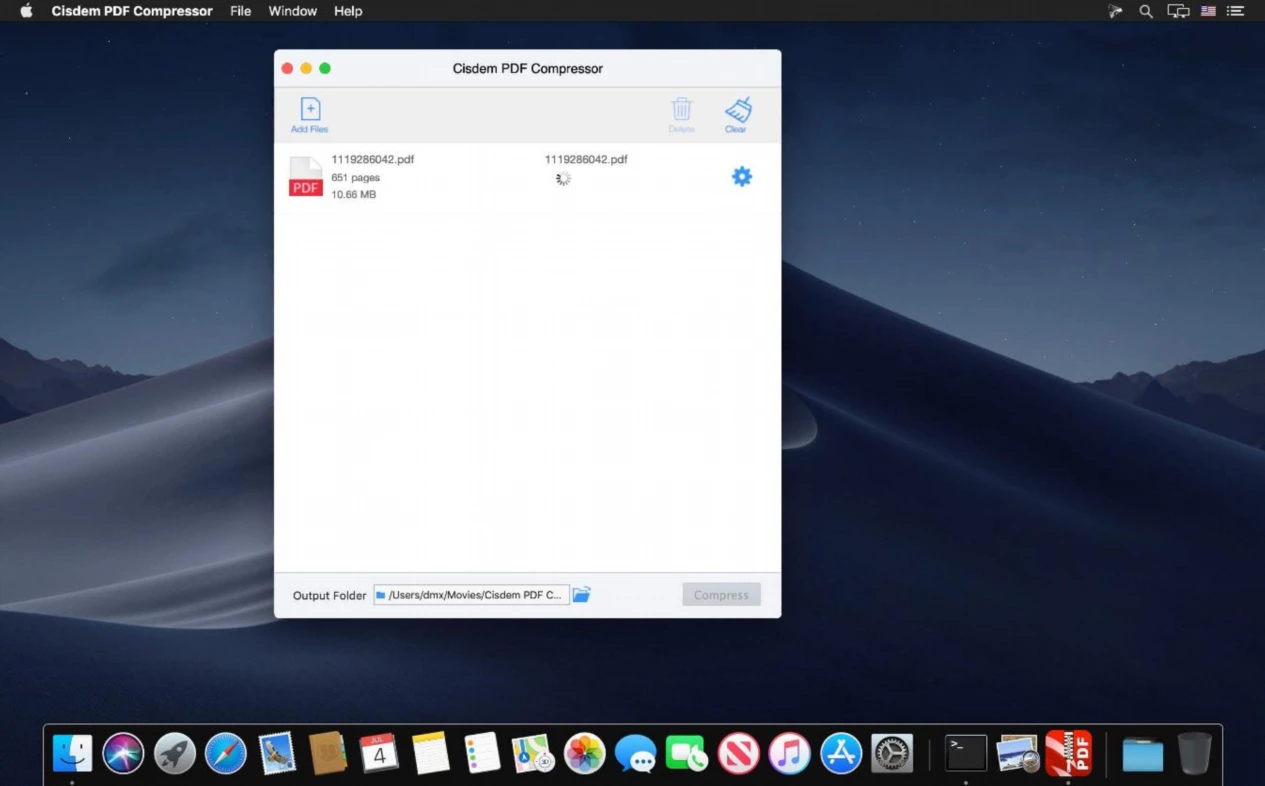 Cisdem PDF Compressor File Window Help
Cisdem PDF Compressor
Add Files
Delete
Clear
1119286042.pdf
651 pages
10.66 MB
PDF
1119286042.pdf
Output Folder
/Users/dmx/Movies/Cisdem PDF C...
Compress
JUL
4
3D
>_
PDF